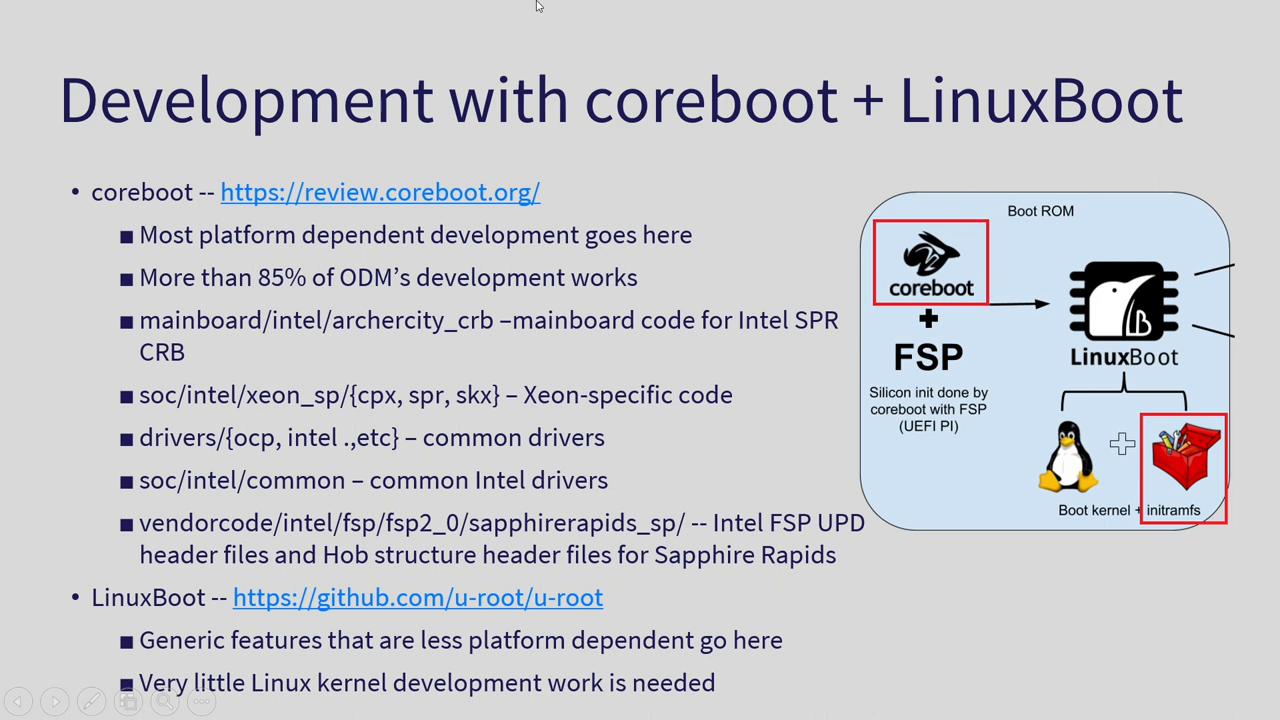 Development with coreboot + LinuxBoot
• coreboot -- https://review.coreboot.org/
■ Most platform dependent development goes here
■ More than 85% of ODM’s development works
■ mainboard/intel/archercity_crb –mainboard code for Intel SPR
CRB
■ soc/intel/xeon_sp/{cpx, spr, skx} – Xeon-specific code
■ drivers/{ocp, intel .,etc} – common drivers
■ soc/intel/common – common Intel drivers
■ vendorcode/intel/fsp/fsp2_0/sapphirerapids_sp/ -- Intel FSP UPD
header files and Hob structure header files for Sapphire Rapids
• LinuxBoot -- https://github.com/u-root/u-root
■ Generic features that are less platform dependent go here
■ Very little Linux kernel development work is needed
Boot ROM
coreboot
+
FSP
Silicon init done by
coreboot with FSP
(UEFI PI)
LB
LinuxBoot
Boot kernel + initramfs